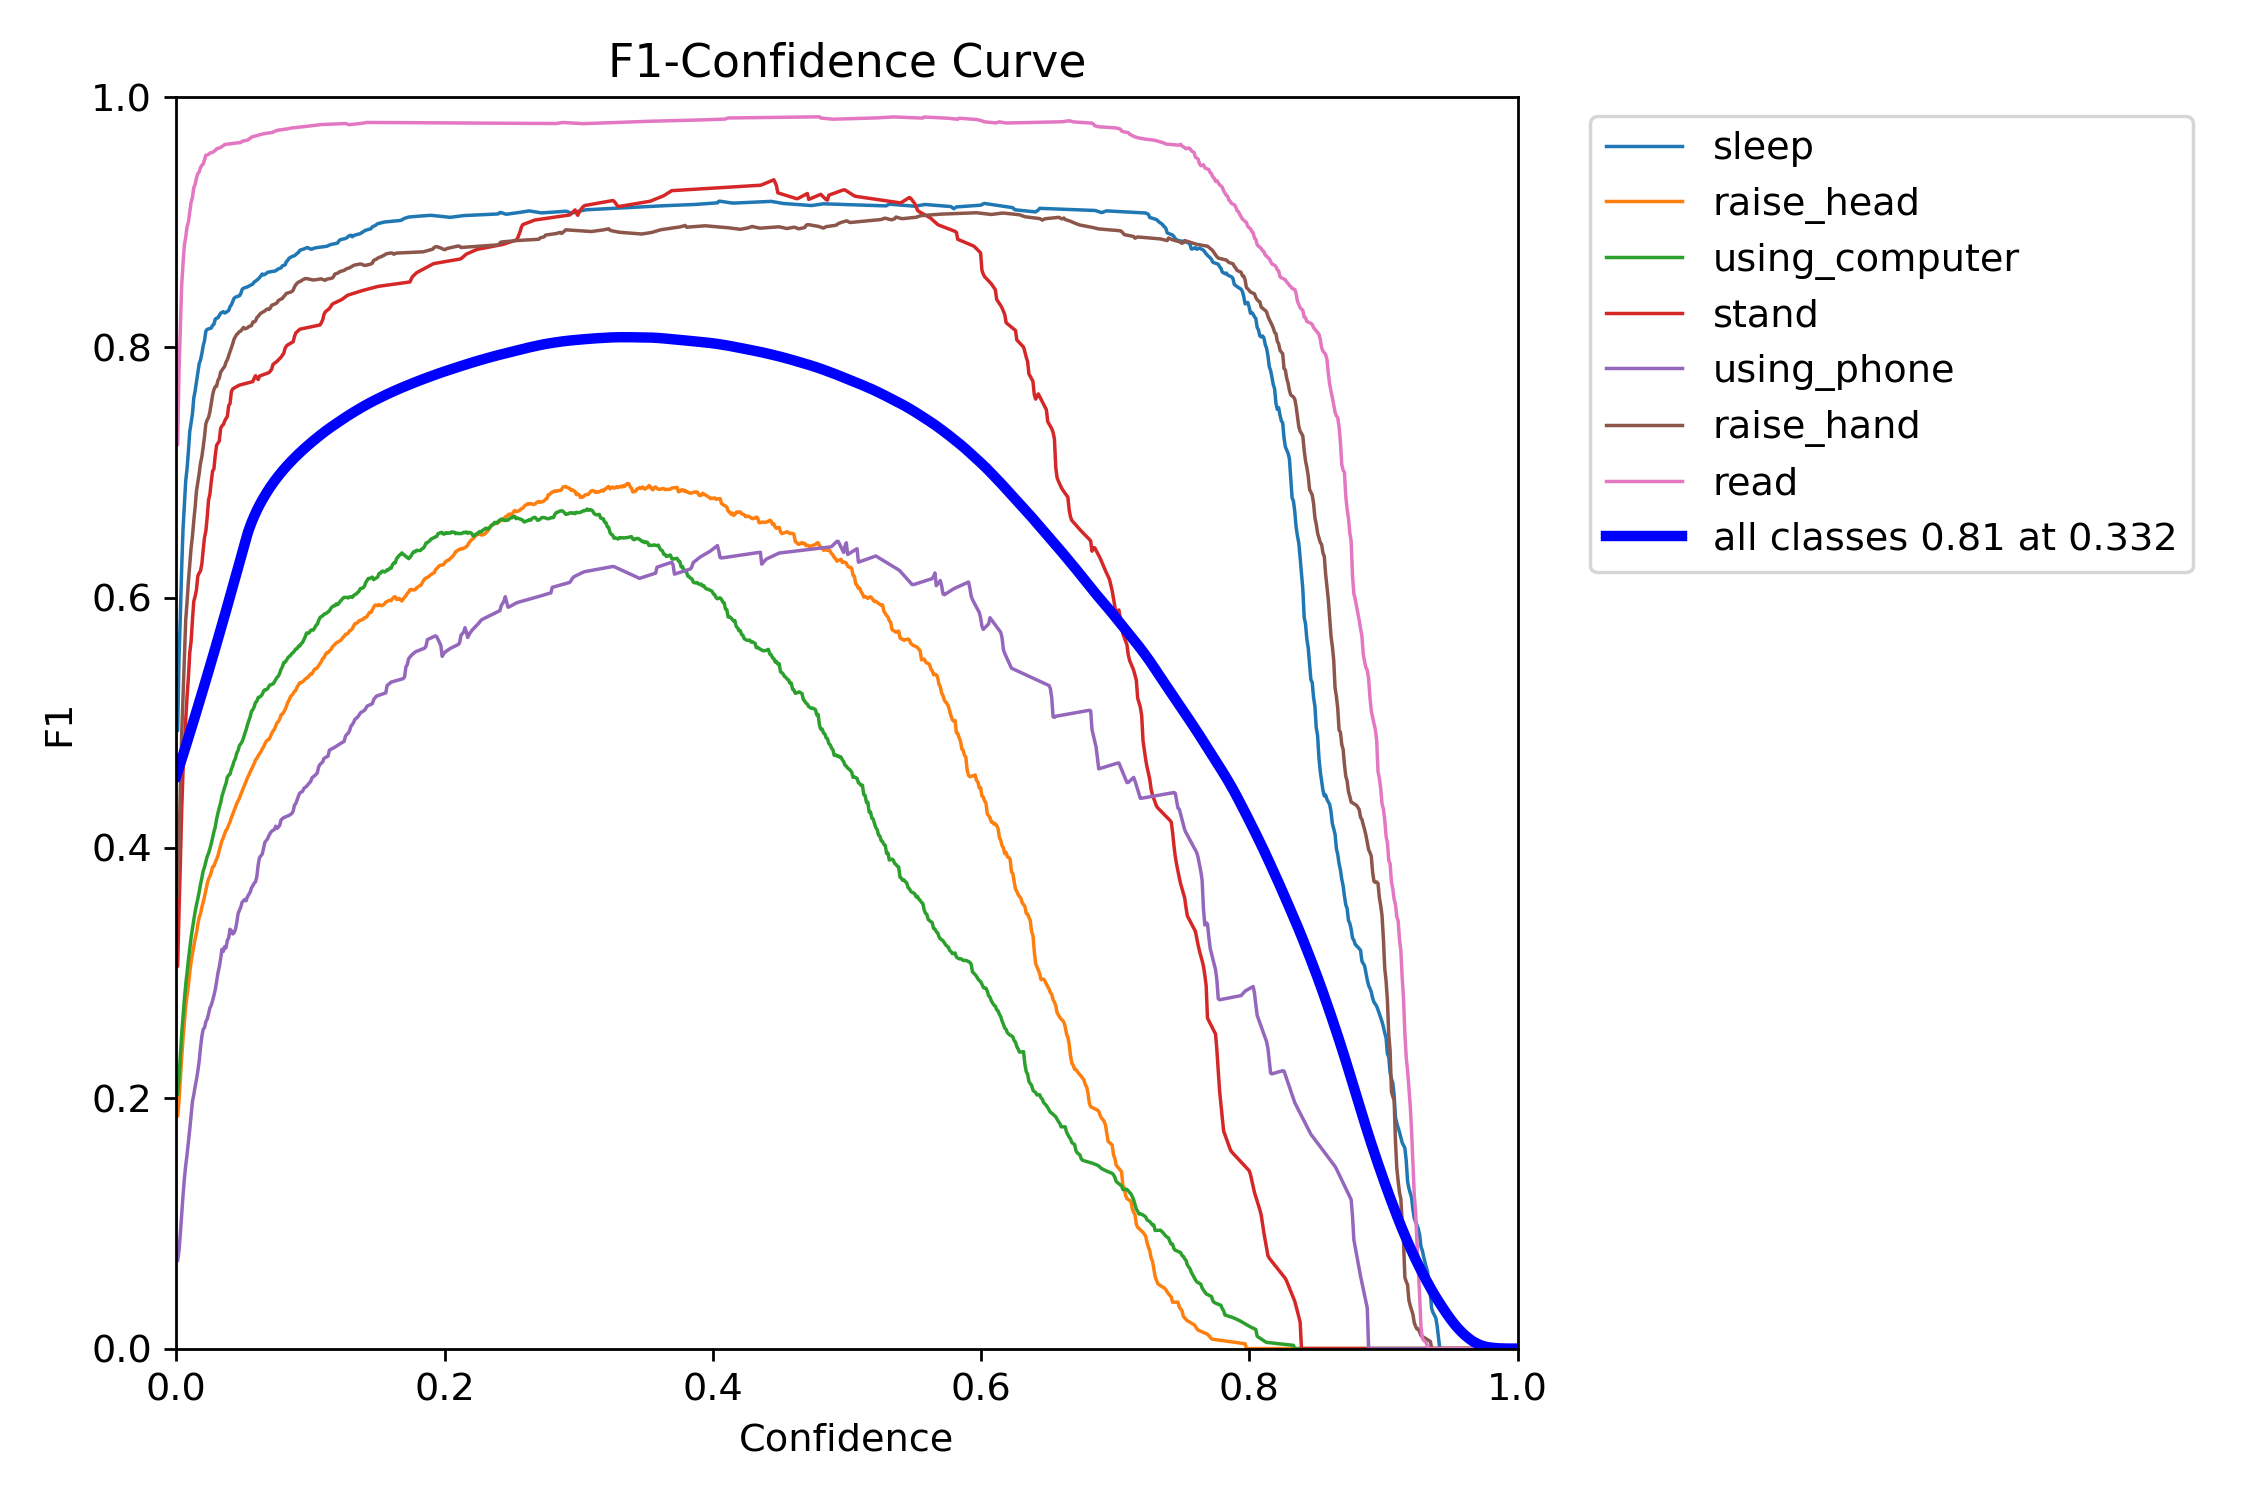 F1-Confidence Curve
1.0
0.8
0.6
0.4
0.2
0.0
F1
0.0 0.2 0.4 0.6 0.8 1.0
Confidence
sleep
raise_head
using_computer
stand
using_phone
raise_hand
read
all classes 0.81 at 0.332